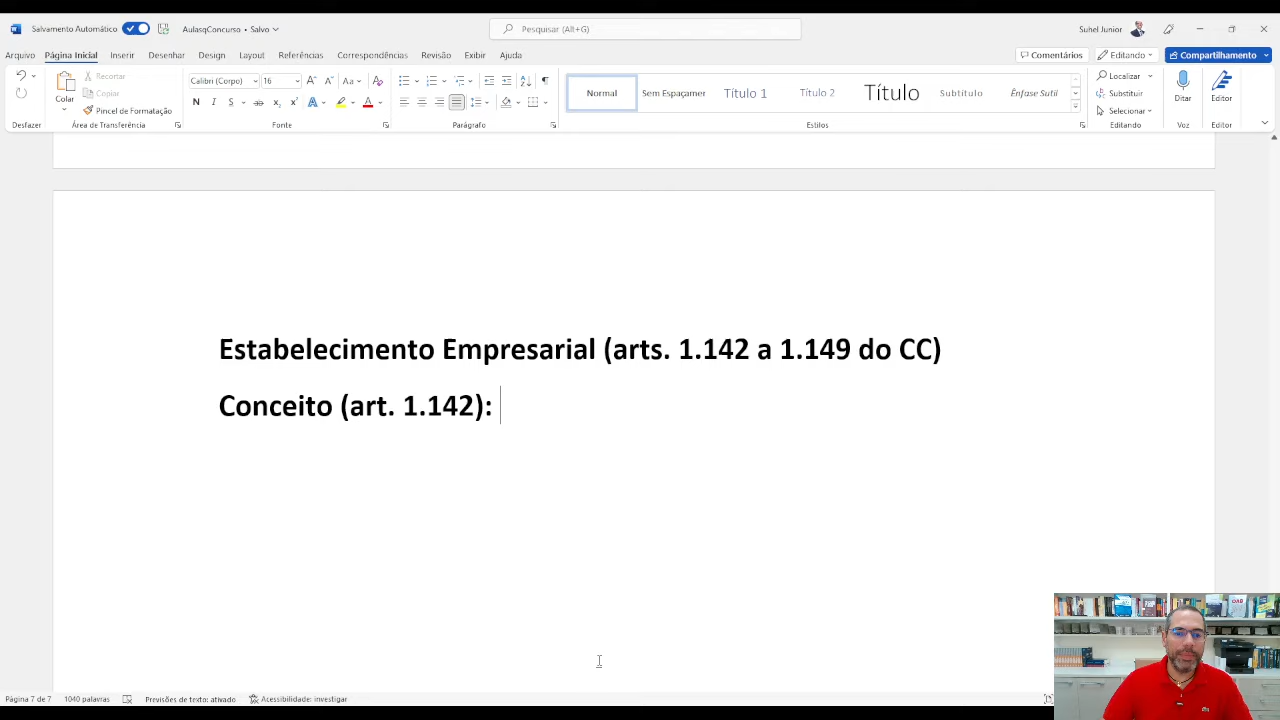 Salvamento Automático
AulasqConcurso • Salvo
Pesquisar (Alt+G)
Suhel Junior
Arquivo
Página Inicial
Inserir
Desenhar
Design
Layout
Referências
Correspondências
Revisão
Exibir
Ajuda
Comentários
Editando
Compartilhamento
Colar
Recortar
Copiar
Pincel de Formatação
Calibri (Corpo)
16
Normal
Sem Espaçamer
Título 1
Título 2
Título
Subtítulo
Ênfase Sutil
Localizar
Substituir
Selecionar
Ditar
Editor
Desfazer
Área de Transferência
Fonte
Parágrafo
Estilos
Editando
Voz
Editor
Estabelecimento Empresarial (arts. 1.142 a 1.149 do CC)
Conceito (art. 1.142):
OAB
Página 7 de 7
1040 palavras
Previsões de texto: ativado
Acessibilidade: investigar